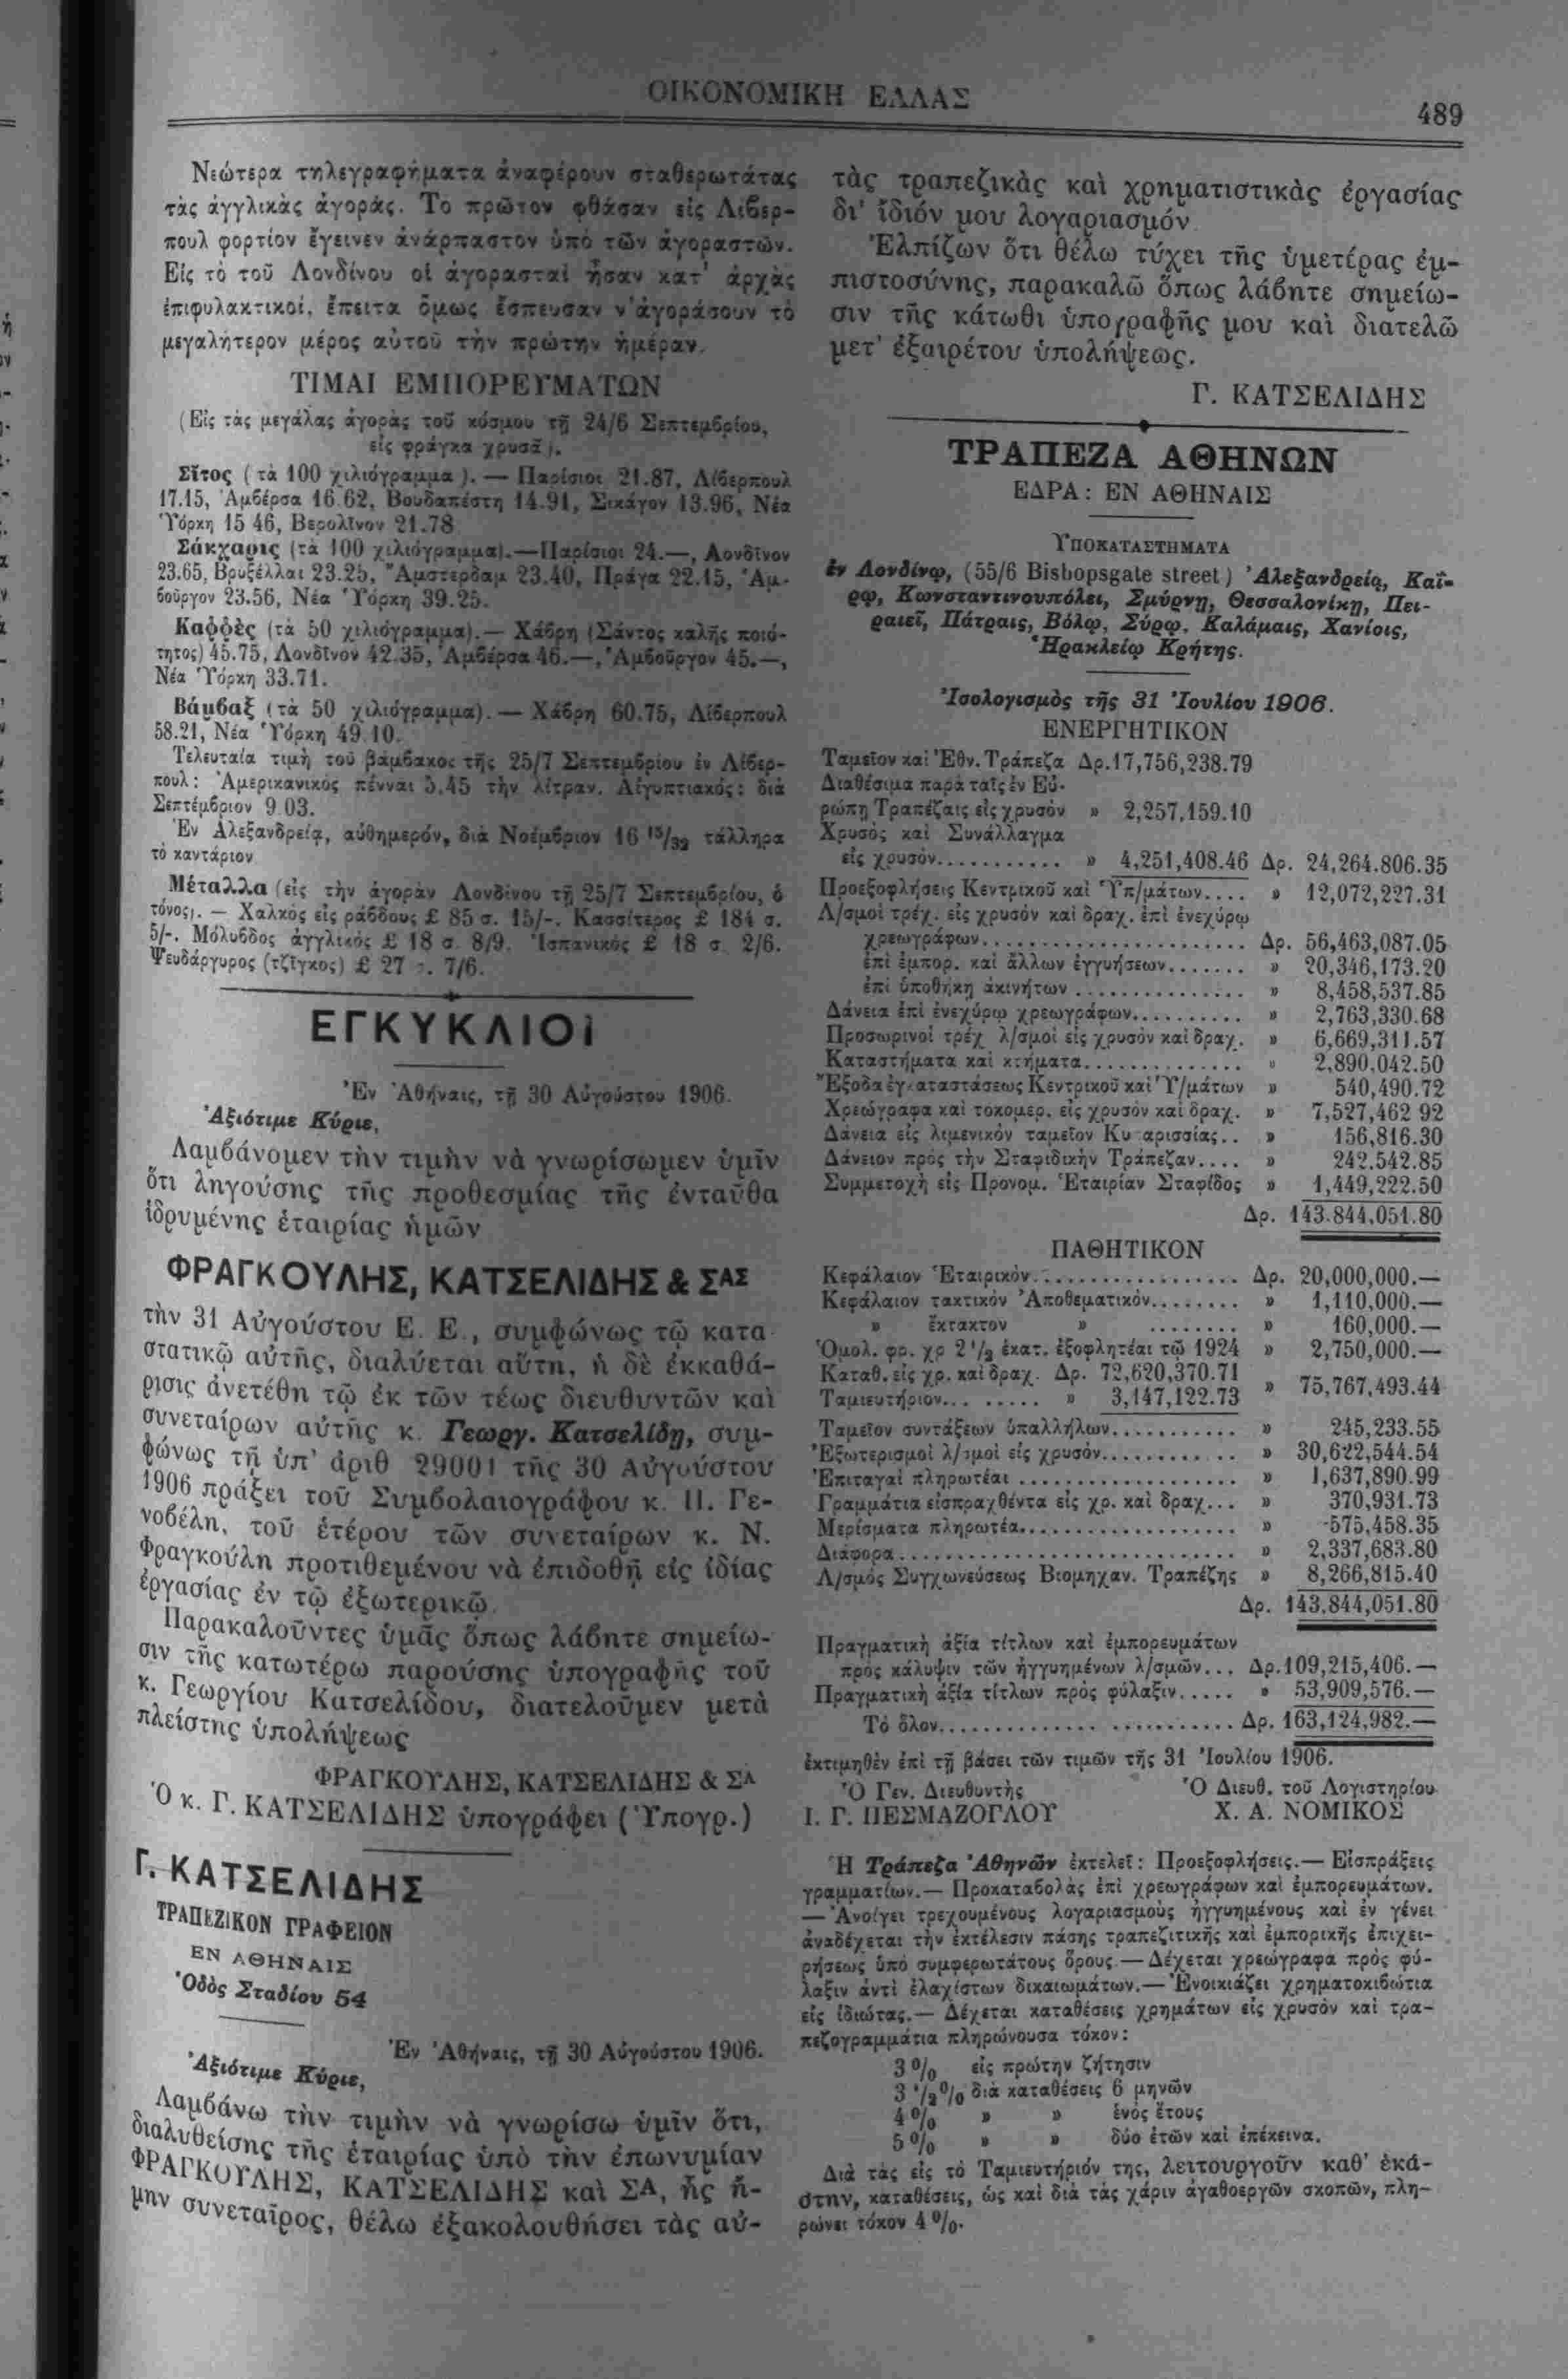 ΟΙΚΟΝΟΜΙΚΗ ΕΛΛΑΣ
489
Νεώτερα τηλεγραφήματα ἀναφέρουν σταθερωτάτας
τὰς ἀγγλικὰς ἀγοράς. Τὸ πρῶτον φθάσαν εἰς Λίβερ-
πουλ φορτίον ἔγεινεν ἀνάρπαστον ὑπὸ τῶν ἀγοραστῶν.
Εἰς τὸ τοῦ Λονδίνου οἱ ἀγορασταὶ ἦσαν κατ' ἀρχὰς
ἐπιφυλακτικοί, ἔπειτα ὅμως ἔσπευσαν ν' ἀγοράσουν τὸ
μεγαλήτερον μέρος αὐτοῦ τὴν πρώτην ἡμέραν.
ΤΙΜΑΙ ΕΜΠΟΡΕΥΜΑΤΩΝ
(Εἰς τὰς μεγάλας ἀγορὰς τοῦ κόσμου τῇ 24/6 Σεπτεμβρίου,
εἰς φράγκα χρυσᾶ).
Σῖτος (τὰ 100 χιλιόγραμμα). — Παρίσιοι 21.87, Λίβερπουλ
17.15, Ἀμβέρσα 16.62, Βουδαπέστη 14.91, Σικάγον 13.96, Νέα
Ὑόρκη 15 46, Βερολῖνον 21.78
Σάκχαρις (τὰ 100 χιλιόγραμμα).—Παρίσιοι 24.—, Λονδῖνον
23.65, Βρυξέλλαι 23.25, Ἄμστερδαμ 23.40, Πράγα 22.15, Ἁμ-
βοῦργον 23.56, Νέα Ὑόρκη 39.25.
Καφφὲς (τὰ 50 χιλιόγραμμα).— Χάβρη (Σάντος καλῆς ποιό-
τητος) 45.75, Λονδῖνον 42.35, Ἀμβέρσα 46.—, Ἁμβοῦργον 45.—,
Νέα Ὑόρκη 33.71.
Βάμβαξ (τὰ 50 χιλιόγραμμα). — Χάβρη 60.75, Λίβερπουλ
58.21, Νέα Ὑόρκη 49.10.
Τελευταία τιμὴ τοῦ βάμβακος τῆς 25/7 Σεπτεμβρίου ἐν Λίβερ-
πουλ: Ἀμερικανικὸς πένναι 5.45 τὴν λίτραν. Αἰγυπτιακός: διὰ
Σεπτέμβριον 9 03.
Ἐν Ἀλεξανδρείᾳ, αὐθημερόν, διὰ Νοέμβριον 16 15/32 τάλληρα
τὸ καντάριον
Μέταλλα (εἰς τὴν ἀγορὰν Λονδίνου τῇ 25/7 Σεπτεμβρίου, ὁ
τόνος). — Χαλκὸς εἰς ράβδους £ 85 σ. 15/-. Κασσίτερος £ 184 σ.
5/-. Μόλυβδος ἀγγλικὸς £ 18 σ 8/9. Ἱσπανικὸς £ 18 σ. 2/6.
Ψευδάργυρος (τζῖγκος) £ 27 σ. 7/6.
ΕΓΚΥΚΛΙΟΙ
Ἐν Ἀθήναις, τῇ 30 Αὐγούστου 1906.
Ἀξιότιμε Κύριε,
Λαμβάνομεν τὴν τιμὴν νὰ γνωρίσωμεν ὑμῖν
ὅτι ληγούσης τῆς προθεσμίας τῆς ἐνταῦθα
ἱδρυμένης ἑταιρίας ἡμῶν
ΦΡΑΓΚΟΥΛΗΣ, ΚΑΤΣΕΛΙΔΗΣ & ΣΑΣ
τὴν 31 Αὐγούστου Ε. Ε., συμφώνως τῷ κατα
στατικῷ αὐτῆς, διαλύεται αὕτη, ἡ δὲ ἐκκαθά-
ρισις ἀνετέθη τῷ ἐκ τῶν τέως διευθυντῶν καὶ
συνεταίρων αὐτῆς κ. Γεωργ. Κατσελίδῃ, συμ-
φώνως τῇ ὑπ' ἀριθ 29001 τῆς 30 Αὐγούστου
1906 πράξει τοῦ Συμβολαιογράφου κ. Π. Γε-
νοβέλη, τοῦ ἑτέρου τῶν συνεταίρων κ. Ν.
Φραγκούλη προτιθεμένου νὰ ἐπιδοθῇ εἰς ἰδίας
ἐργασίας ἐν τῷ ἐξωτερικῷ.
Παρακαλοῦντες ὑμᾶς ὅπως λάβητε σημείω-
σιν τῆς κατωτέρω παρούσης ὑπογραφῆς τοῦ
κ. Γεωργίου Κατσελίδου, διατελοῦμεν μετὰ
πλείστης ὑπολήψεως
ΦΡΑΓΚΟΥΛΗΣ, ΚΑΤΣΕΛΙΔΗΣ & ΣΑ
Ὁ κ. Γ. ΚΑΤΣΕΛΙΔΗΣ ὑπογράφει (Ὑπογρ.)
Γ. ΚΑΤΣΕΛΙΔΗΣ
ΤΡΑΠΕΖΙΚΟΝ ΓΡΑΦΕΙΟΝ
ΕΝ ΑΘΗΝΑΙΣ
Ὁδὸς Σταδίου 54
Ἐν Ἀθήναις, τῇ 30 Αὐγούστου 1906.
Ἀξιότιμε Κύριε,
Λαμβάνω τὴν τιμὴν νὰ γνωρίσω ὑμῖν ὅτι,
διαλυθείσης τῆς ἑταιρίας ὑπὸ τὴν ἐπωνυμίαν
ΦΡΑΓΚΟΥΛΗΣ, ΚΑΤΣΕΛΙΔΗΣ καὶ ΣΑ, ἧς ἤ-
μην συνεταῖρος, θέλω ἐξακολουθήσει τὰς αὐ-
τὰς τραπεζικὰς καὶ χρηματιστικὰς ἐργασίας
δι' ἴδιόν μου λογαριασμόν
Ἐλπίζων ὅτι θέλω τύχει τῆς ὑμετέρας ἐμ-
πιστοσύνης, παρακαλῶ ὅπως λάβητε σημείω-
σιν τῆς κάτωθι ὑπογραφῆς μου καὶ διατελῶ
μετ' ἐξαιρέτου ὑπολήψεως.
Γ. ΚΑΤΣΕΛΙΔΗΣ
ΤΡΑΠΕΖΑ ΑΘΗΝΩΝ
ΕΔΡΑ: ΕΝ ΑΘΗΝΑΙΣ
ΥΠΟΚΑΤΑΣΤΗΜΑΤΑ
ἐν Λονδίνῳ, (55/6 Bishopsgate street) Ἀλεξανδρείᾳ, Καΐ-
ρῳ, Κωνσταντινουπόλει, Σμύρνῃ, Θεσσαλονίκῃ, Πει-
ραιεῖ, Πάτραις, Βόλῳ, Σύρῳ, Καλάμαις, Χανίοις,
Ἡρακλείῳ Κρήτης.
Ἰσολογισμὸς τῆς 31 Ἰουλίου 1906.
ΕΝΕΡΓΗΤΙΚΟΝ
Ταμεῖον καὶ Ἐθν. Τράπεζα Δρ. 17,756,238.79
Διαθέσιμα παρὰ ταῖς ἐν Εὐ-
ρώπῃ Τραπέζαις εἰς χρυσὸν » 2,257,159.10
Χρυσὸς καὶ Συνάλλαγμα
εἰς χρυσόν............ » 4,251,408.46 Δρ. 24,264.806.35
Προεξοφλήσεις Κεντρικοῦ καὶ Ὑπ/μάτων.... » 12,072,227.31
Λ/σμοὶ τρέχ. εἰς χρυσὸν καὶ δραχ. ἐπὶ ἐνεχύρῳ
χρεωγράφων........................ Δρ. 56,463,087.05
ἐπὶ ἐμπορ. καὶ ἄλλων ἐγγυήσεων....... » 20,346,173.20
ἐπὶ ὑποθήκῃ ἀκινήτων ................ » 8,458,537.85
Δάνεια ἐπὶ ἐνεχύρῳ χρεωγράφων.......... » 2,763,330.68
Προσωρινοὶ τρέχ λ/σμοὶ εἰς χρυσὸν καὶ δραχ. » 6,669,311.57
Καταστήματα καὶ κτήματα............... » 2,890,042.50
Ἔξοδα ἐγκαταστάσεως Κεντρικοῦ καὶ Ὑ/μάτων » 540,490.72
Χρεώγραφα καὶ τοκομερ. εἰς χρυσὸν καὶ δραχ. » 7,527,462 92
Δάνεια εἰς λιμενικὸν ταμεῖον Κυπαρισσίας.. » 156,816.30
Δάνειον πρὸς τὴν Σταφιδικὴν Τράπεζαν.... » 242.542.85
Συμμετοχὴ εἰς Προνομ. Ἑταιρίαν Σταφίδος » 1,449,222.50
Δρ. 143.844,051.80
ΠΑΘΗΤΙΚΟΝ
Κεφάλαιον Ἑταιρικόν.................. Δρ. 20,000,000.—
Κεφάλαιον τακτικὸν Ἀποθεματικόν........ » 1,110,000.—
» ἔκτακτον » ........ » 160,000.—
Ὁμολ. φρ. χρ 2 1/2 ἑκατ. ἐξοφλητέαι τῷ 1924 » 2,750,000.—
Καταθ. εἰς χρ. καὶ δραχ. Δρ. 72,620,370.71
Ταμιευτήριον......... » 3,147,122.73 » 75,767,493.44
Ταμεῖον συντάξεων ὑπαλλήλων........... » 245,233.55
Ἐξωτερισμοὶ λ/σμοὶ εἰς χρυσόν............ » 30,622,544.54
Ἐπιταγαὶ πληρωτέαι ................... » 1,637,890.99
Γραμμάτια εἰσπραχθέντα εἰς χρ. καὶ δραχ... » 370,931.73
Μερίσματα πληρωτέα................... » 575,458.35
Διάφορα............................. » 2,337,683.80
Λ/σμὸς Συγχωνεύσεως Βιομηχαν. Τραπέζης » 8,266,815.40
Δρ. 143,844,051.80
Πραγματικὴ ἀξία τίτλων καὶ ἐμπορευμάτων
πρὸς κάλυψιν τῶν ἠγγυημένων λ/σμῶν... Δρ. 109,215,406.—
Πραγματικὴ ἀξία τίτλων πρὸς φύλαξιν..... » 53,909,576.—
Τὸ ὅλον........................... Δρ. 163,124,982.—
ἐκτιμηθὲν ἐπὶ τῇ βάσει τῶν τιμῶν τῆς 31 Ἰουλίου 1906.
Ὁ Γεν. Διευθυντὴς Ὁ Διευθ. τοῦ Λογιστηρίου
Ι. Γ. ΠΕΣΜΑΖΟΓΛΟΥ Χ. Α. ΝΟΜΙΚΟΣ
Ἡ Τράπεζα Ἀθηνῶν ἐκτελεῖ: Προεξοφλήσεις.— Εἰσπράξεις
γραμματίων.— Προκαταβολὰς ἐπὶ χρεωγράφων καὶ ἐμπορευμάτων.
— Ἀνοίγει τρεχουμένους λογαριασμοὺς ἠγγυημένους καὶ ἐν γένει
ἀναδέχεται τὴν ἐκτέλεσιν πάσης τραπεζιτικῆς καὶ ἐμπορικῆς ἐπιχει-
ρήσεως ὑπὸ συμφερωτάτους ὅρους.— Δέχεται χρεώγραφα πρὸς φύ-
λαξιν ἀντὶ ἐλαχίστων δικαιωμάτων.— Ἐνοικιάζει χρηματοκιβώτια
εἰς ἰδιώτας.— Δέχεται καταθέσεις χρημάτων εἰς χρυσὸν καὶ τρα-
πεζογραμμάτια πληρώνουσα τόκον:
3 0/0 εἰς πρώτην ζήτησιν
3 1/2 0/0 διὰ καταθέσεις 6 μηνῶν
4 0/0 » » ἑνὸς ἔτους
5 0/0 » » δύο ἐτῶν καὶ ἐπέκεινα.
Διὰ τὰς εἰς τὸ Ταμιευτήριόν της, λειτουργοῦν καθ' ἑκά-
στην, καταθέσεις, ὡς καὶ διὰ τὰς χάριν ἀγαθοεργῶν σκοπῶν, πλη-
ρώνει τόκον 4 0/0.